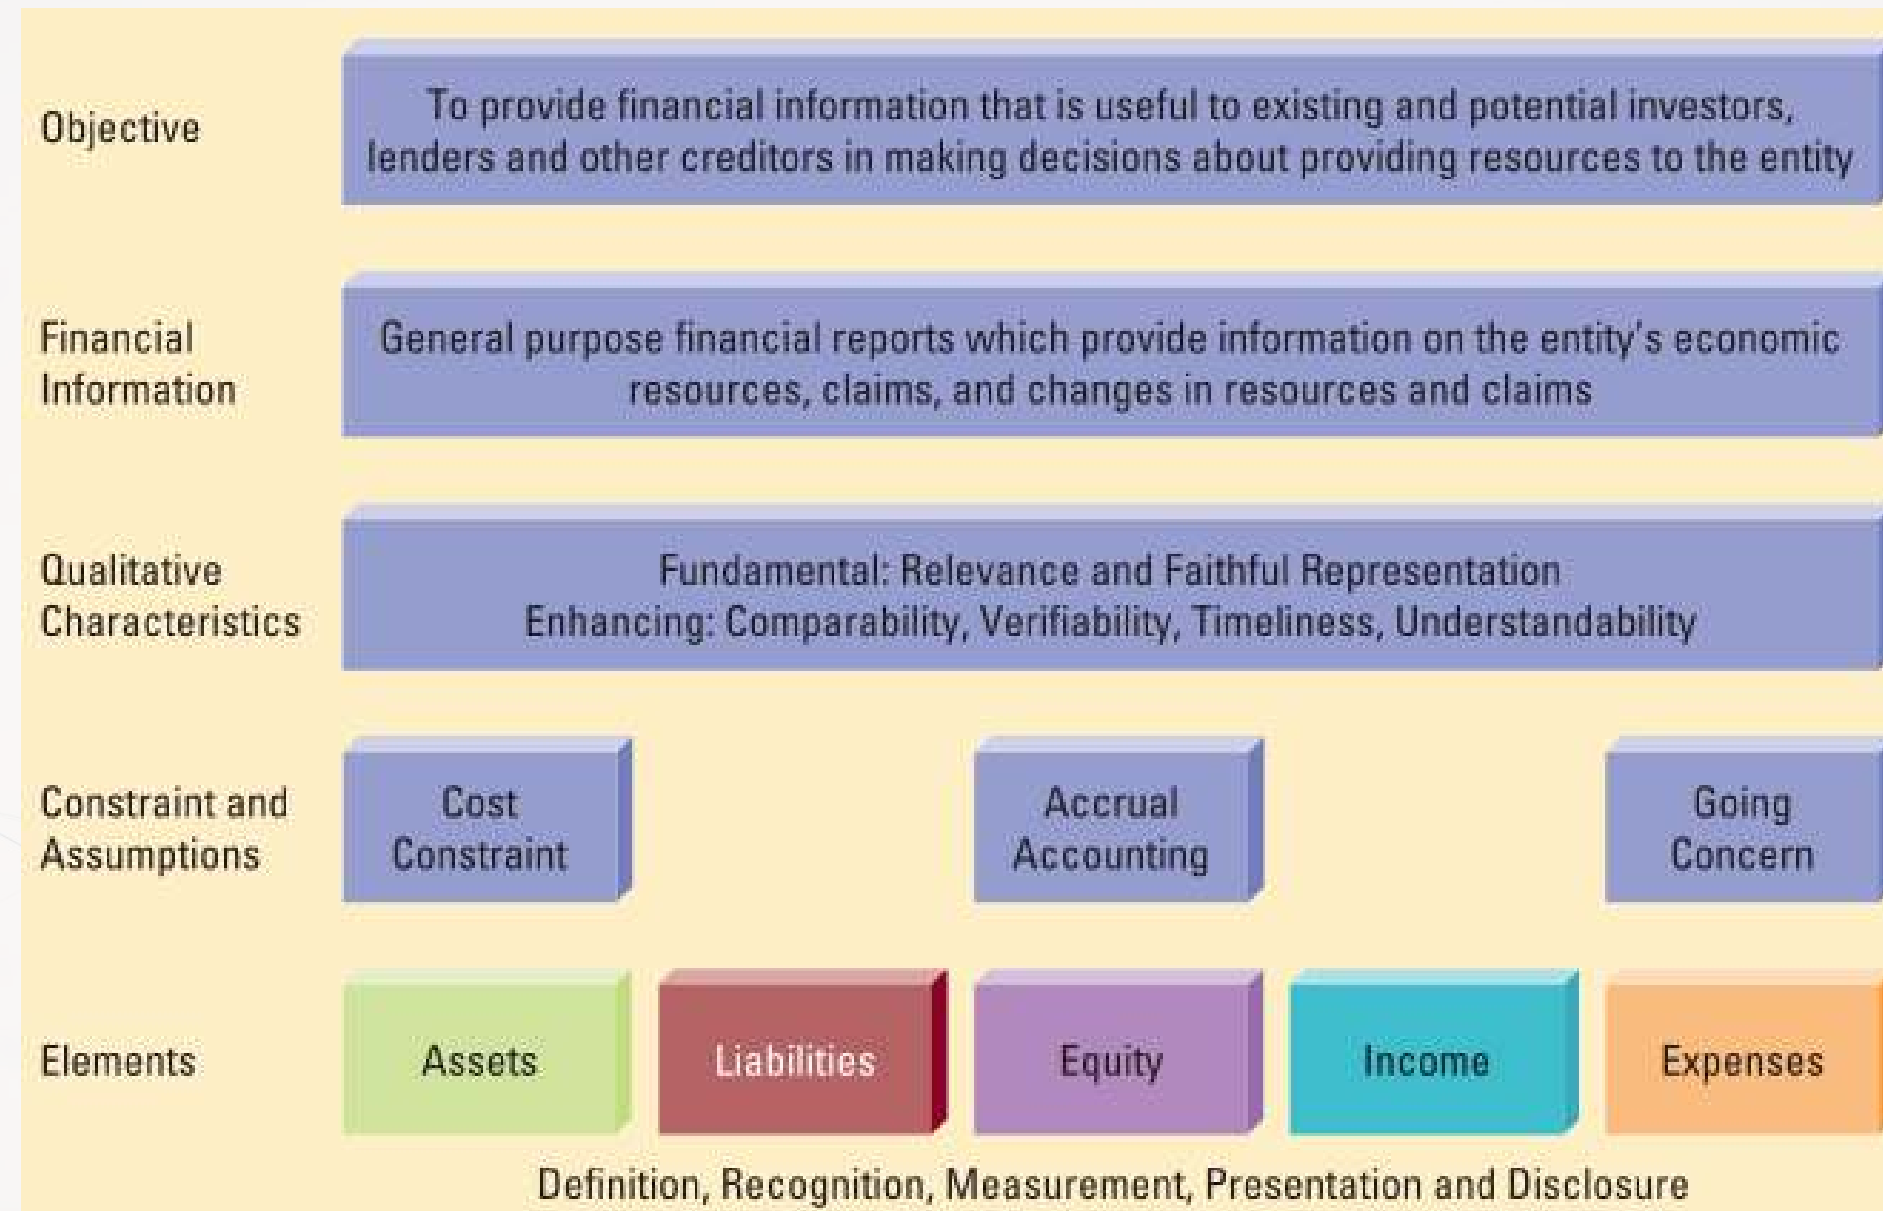 Objective
To provide financial information that is useful to existing and potential investors,
lenders and other creditors in making decisions about providing resources to the entity
Financial
Information
General purpose financial reports which provide information on the entity's economic
resources, claims, and changes in resources and claims
Qualitative
Characteristics
Fundamental: Relevance and Faithful Representation
Enhancing: Comparability, Verifiability, Timeliness, Understandability
Constraint and
Assumptions
Cost
Constraint
Accrual
Accounting
Going
Concern
Elements
Assets
Liabilities
Equity
Income
Expenses
Definition, Recognition, Measurement, Presentation and Disclosure